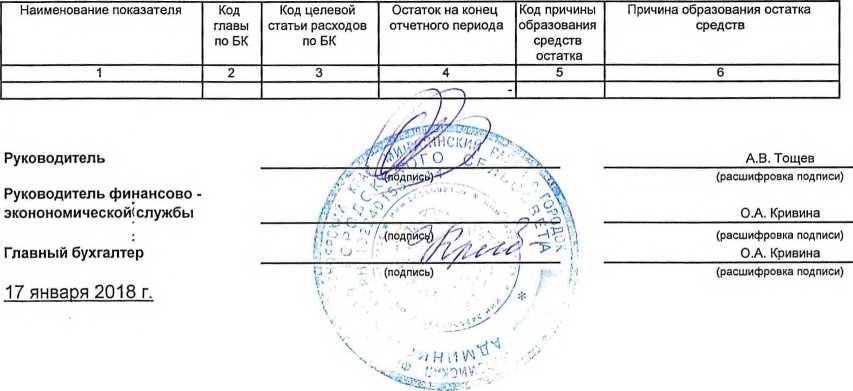 Наименование показателя
Код главы по БК
Код целевой статьи расходов по БК
Остаток на конец отчетного периода
Код причины образования средств остатка
Причина образования остатка средств
1 2 3 4 5 6
-
Руководитель А.В. Тощев
(подпись) (расшифровка подписи)
Руководитель финансово -
экокономической службы О.А. Кривина
(подпись) (расшифровка подписи)
Главный бухгалтер О.А. Кривина
(подпись) (расшифровка подписи)
17 января 2018 г.